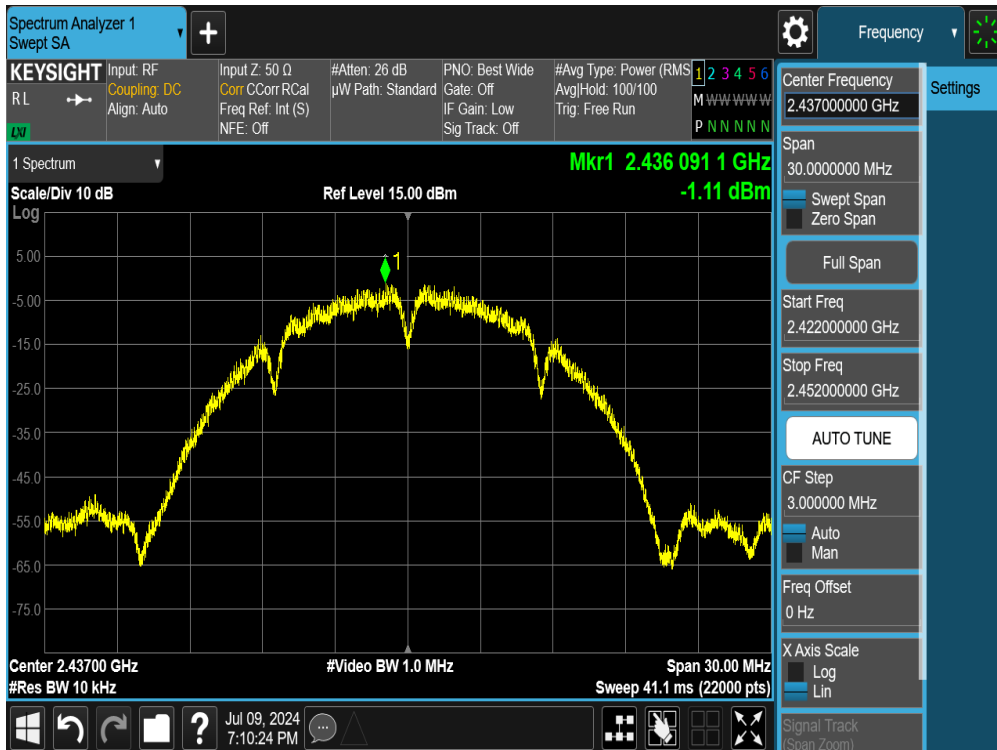 Spectrum Analyzer 1
Swept SA
+
Frequency
KEYSIGHT
RL
LXI
Input: RF
Coupling: DC
Align: Auto
Input Z: 50 Ω
Corr CCorr RCal
Freq Ref: Int (S)
NFE: Off
#Atten: 26 dB
µW Path: Standard
PNO: Best Wide
Gate: Off
IF Gain: Low
Sig Track: Off
#Avg Type: Power (RMS
Avg|Hold: 100/100
Trig: Free Run
1 2 3 4 5 6
M W W W W W
P N N N N N
1 Spectrum
Mkr1 2.436 091 1 GHz
-1.11 dBm
Scale/Div 10 dB
Ref Level 15.00 dBm
Log
5.00
-5.00
-15.0
-25.0
-35.0
-45.0
-55.0
-65.0
-75.0
1
Center 2.43700 GHz
#Video BW 1.0 MHz
Span 30.00 MHz
#Res BW 10 kHz
Sweep 41.1 ms (22000 pts)
Center Frequency
2.437000000 GHz
Settings
Span
30.0000000 MHz
Swept Span
Zero Span
Full Span
Start Freq
2.422000000 GHz
Stop Freq
2.452000000 GHz
AUTO TUNE
CF Step
3.000000 MHz
Auto
Man
Freq Offset
0 Hz
X Axis Scale
Log
Lin
Signal Track
(Span Zoom)
?
Jul 09, 2024
7:10:24 PM